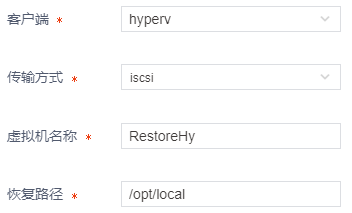 客户端 * hyperv
传输方式 * iscsi
虚拟机名称 * RestoreHy
恢复路径 * /opt/local